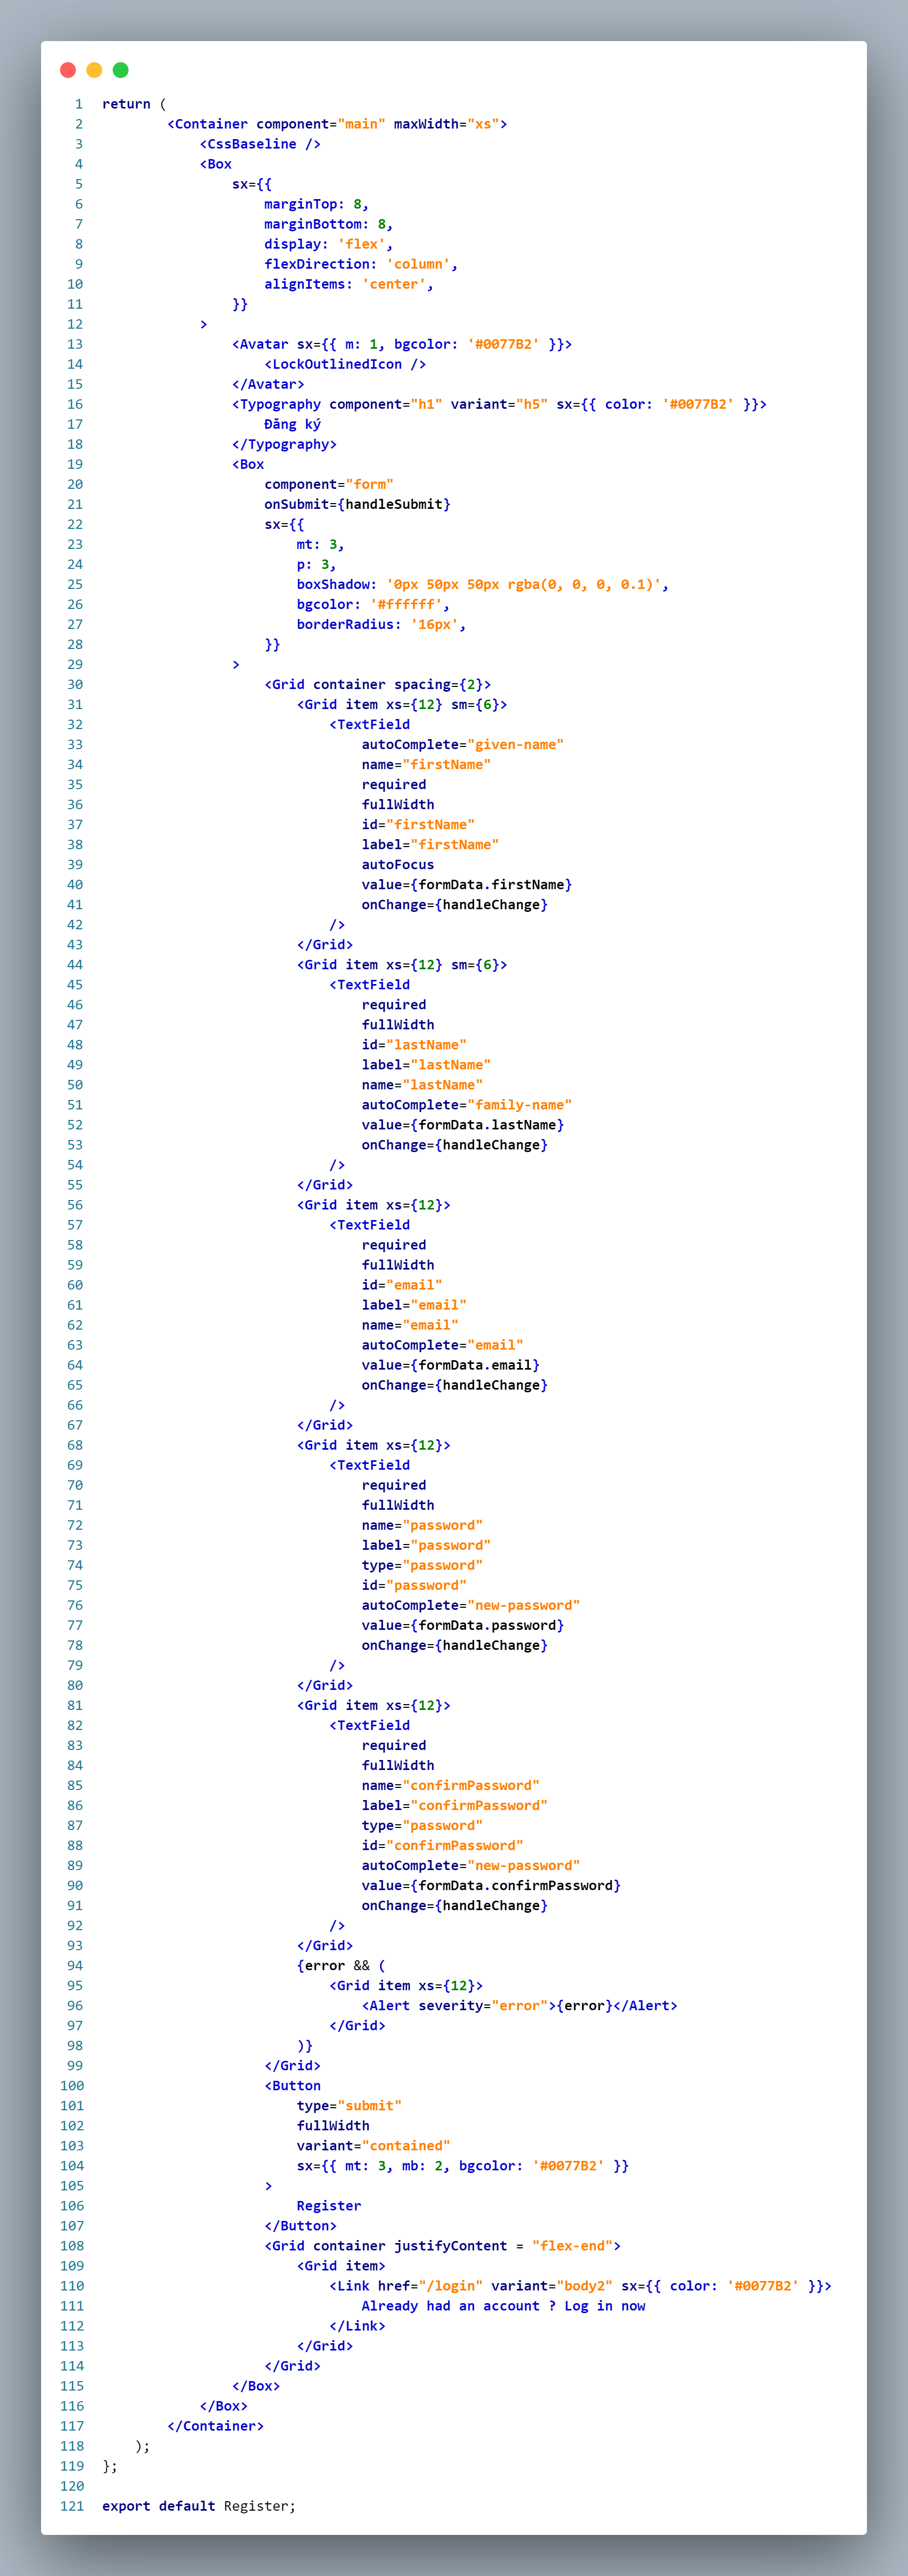 1 return (
2         <Container component="main" maxWidth="xs">
3             <CssBaseline />
4             <Box
5                 sx={{
6                     marginTop: 8,
7                     marginBottom: 8,
8                     display: 'flex',
9                     flexDirection: 'column',
10                     alignItems: 'center',
11                 }}
12             >
13                 <Avatar sx={{ m: 1, bgcolor: '#0077B2' }}>
14                     <LockOutlinedIcon />
15                 </Avatar>
16                 <Typography component="h1" variant="h5" sx={{ color: '#0077B2' }}>
17                     Đăng ký
18                 </Typography>
19                 <Box
20                     component="form"
21                     onSubmit={handleSubmit}
22                     sx={{
23                         mt: 3,
24                         p: 3,
25                         boxShadow: '0px 50px 50px rgba(0, 0, 0, 0.1)',
26                         bgcolor: '#ffffff',
27                         borderRadius: '16px',
28                     }}
29                 >
30                     <Grid container spacing={2}>
31                         <Grid item xs={12} sm={6}>
32                             <TextField
33                                 autoComplete="given-name"
34                                 name="firstName"
35                                 required
36                                 fullWidth
37                                 id="firstName"
38                                 label="firstName"
39                                 autoFocus
40                                 value={formData.firstName}
41                                 onChange={handleChange}
42                             />
43                         </Grid>
44                         <Grid item xs={12} sm={6}>
45                             <TextField
46                                 required
47                                 fullWidth
48                                 id="lastName"
49                                 label="lastName"
50                                 name="lastName"
51                                 autoComplete="family-name"
52                                 value={formData.lastName}
53                                 onChange={handleChange}
54                             />
55                         </Grid>
56                         <Grid item xs={12}>
57                             <TextField
58                                 required
59                                 fullWidth
60                                 id="email"
61                                 label="email"
62                                 name="email"
63                                 autoComplete="email"
64                                 value={formData.email}
65                                 onChange={handleChange}
66                             />
67                         </Grid>
68                         <Grid item xs={12}>
69                             <TextField
70                                 required
71                                 fullWidth
72                                 name="password"
73                                 label="password"
74                                 type="password"
75                                 id="password"
76                                 autoComplete="new-password"
77                                 value={formData.password}
78                                 onChange={handleChange}
79                             />
80                         </Grid>
81                         <Grid item xs={12}>
82                             <TextField
83                                 required
84                                 fullWidth
85                                 name="confirmPassword"
86                                 label="confirmPassword"
87                                 type="password"
88                                 id="confirmPassword"
89                                 autoComplete="new-password"
90                                 value={formData.confirmPassword}
91                                 onChange={handleChange}
92                             />
93                         </Grid>
94                         {error && (
95                             <Grid item xs={12}>
96                                 <Alert severity="error">{error}</Alert>
97                             </Grid>
98                         )}
99                     </Grid>
100                     <Button
101                         type="submit"
102                         fullWidth
103                         variant="contained"
104                         sx={{ mt: 3, mb: 2, bgcolor: '#0077B2' }}
105                     >
106                         Register
107                     </Button>
108                     <Grid container justifyContent = "flex-end">
109                         <Grid item>
110                             <Link href="/login" variant="body2" sx={{ color: '#0077B2' }}>
111                                 Already had an account ? Log in now
112                             </Link>
113                         </Grid>
114                     </Grid>
115                 </Box>
116             </Box>
117         </Container>
118     );
119 };
120
121 export default Register;